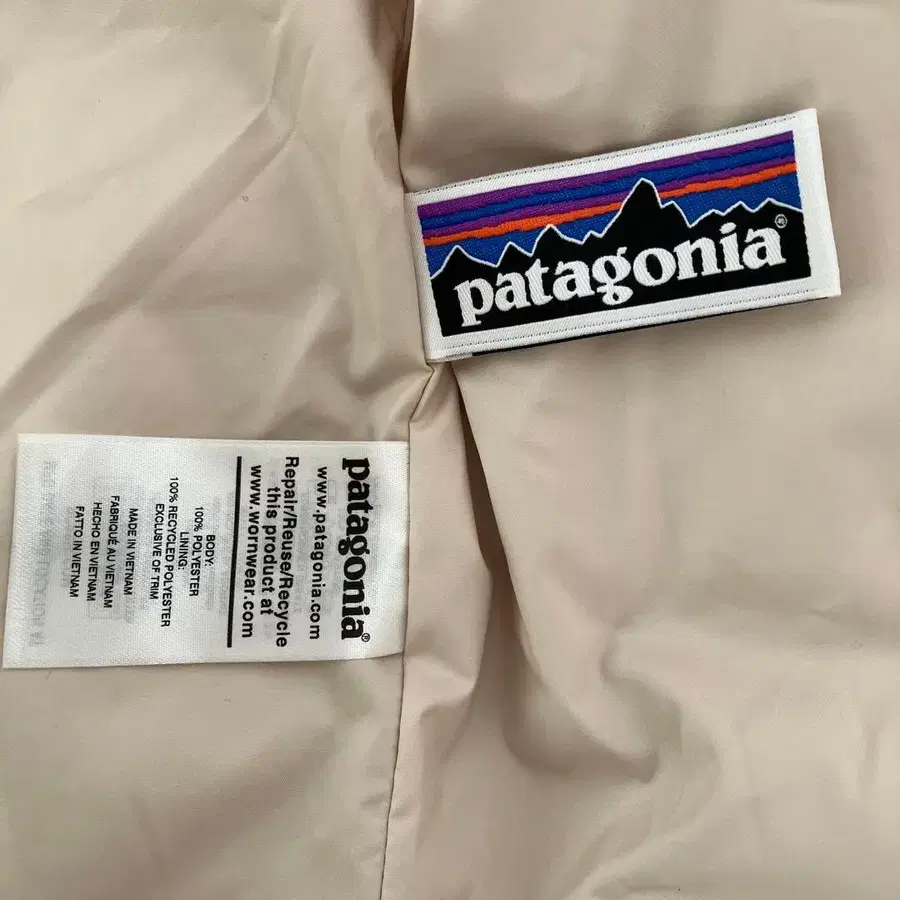 patagonia®
patagonia®
www.patagonia.com
Repair/Reuse/Recycle
this product at
www.wornwear.com
BODY:
100% POLYESTER
LINING:
100% RECYCLED POLYESTER
EXCLUSIVE OF TRIM
MADE IN VIETNAM
FABRIQUÉ AU VIETNAM
HECHO EN VIETNAM
FATTO IN VIETNAM